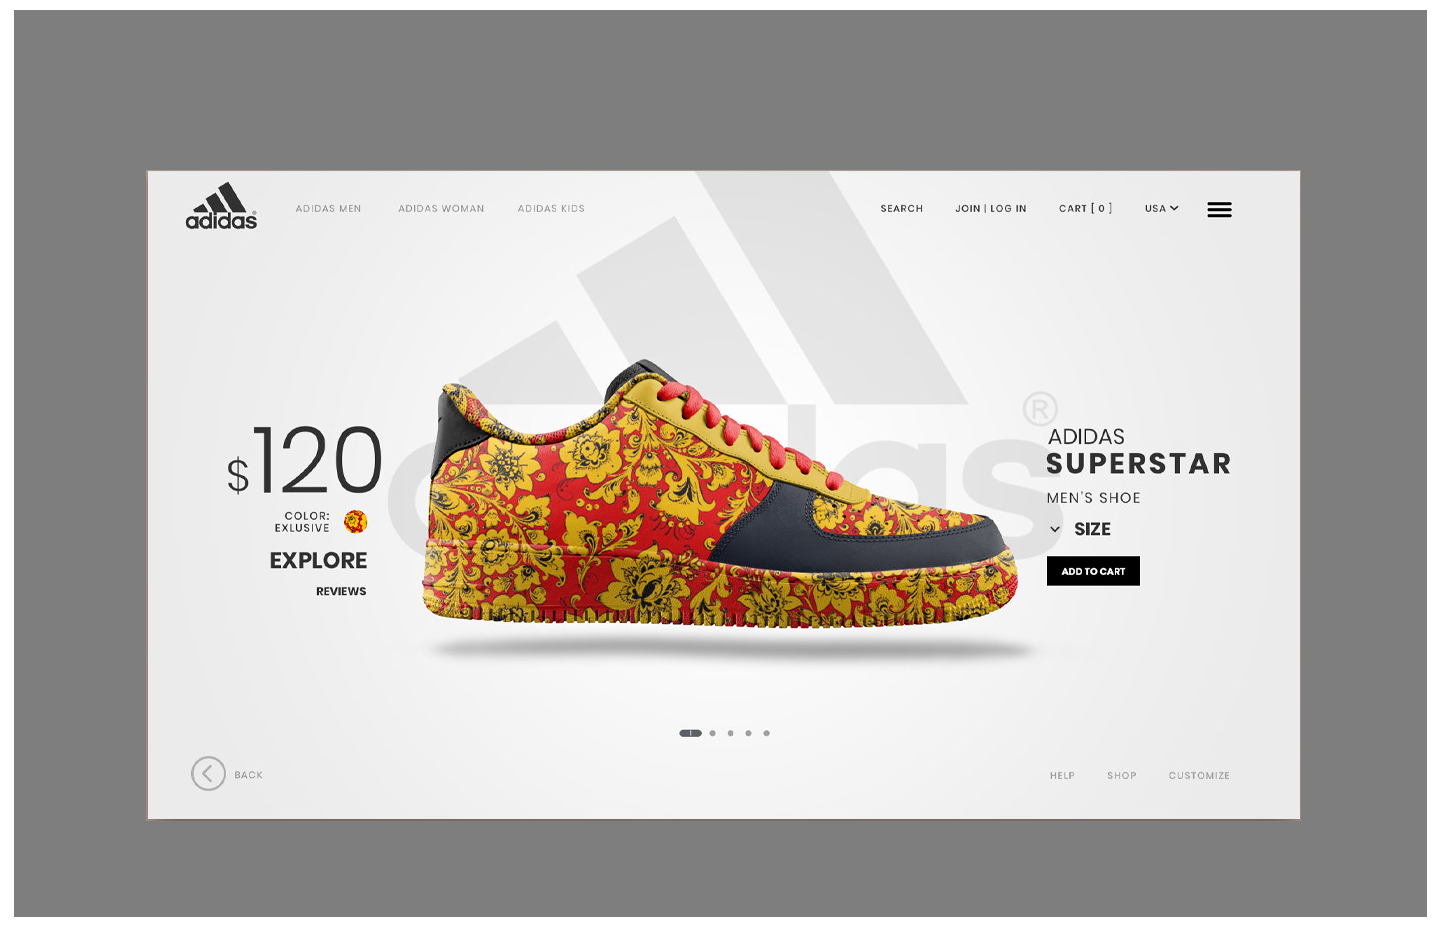 adidas®
ADIDAS MEN
ADIDAS WOMAN
ADIDAS KIDS
SEARCH
JOIN | LOG IN
CART [ 0 ]
USA
adidas®
$120
COLOR:
EXLUSIVE
EXPLORE
REVIEWS
ADIDAS
SUPERSTAR
MEN'S SHOE
SIZE
ADD TO CART
BACK
HELP
SHOP
CUSTOMIZE